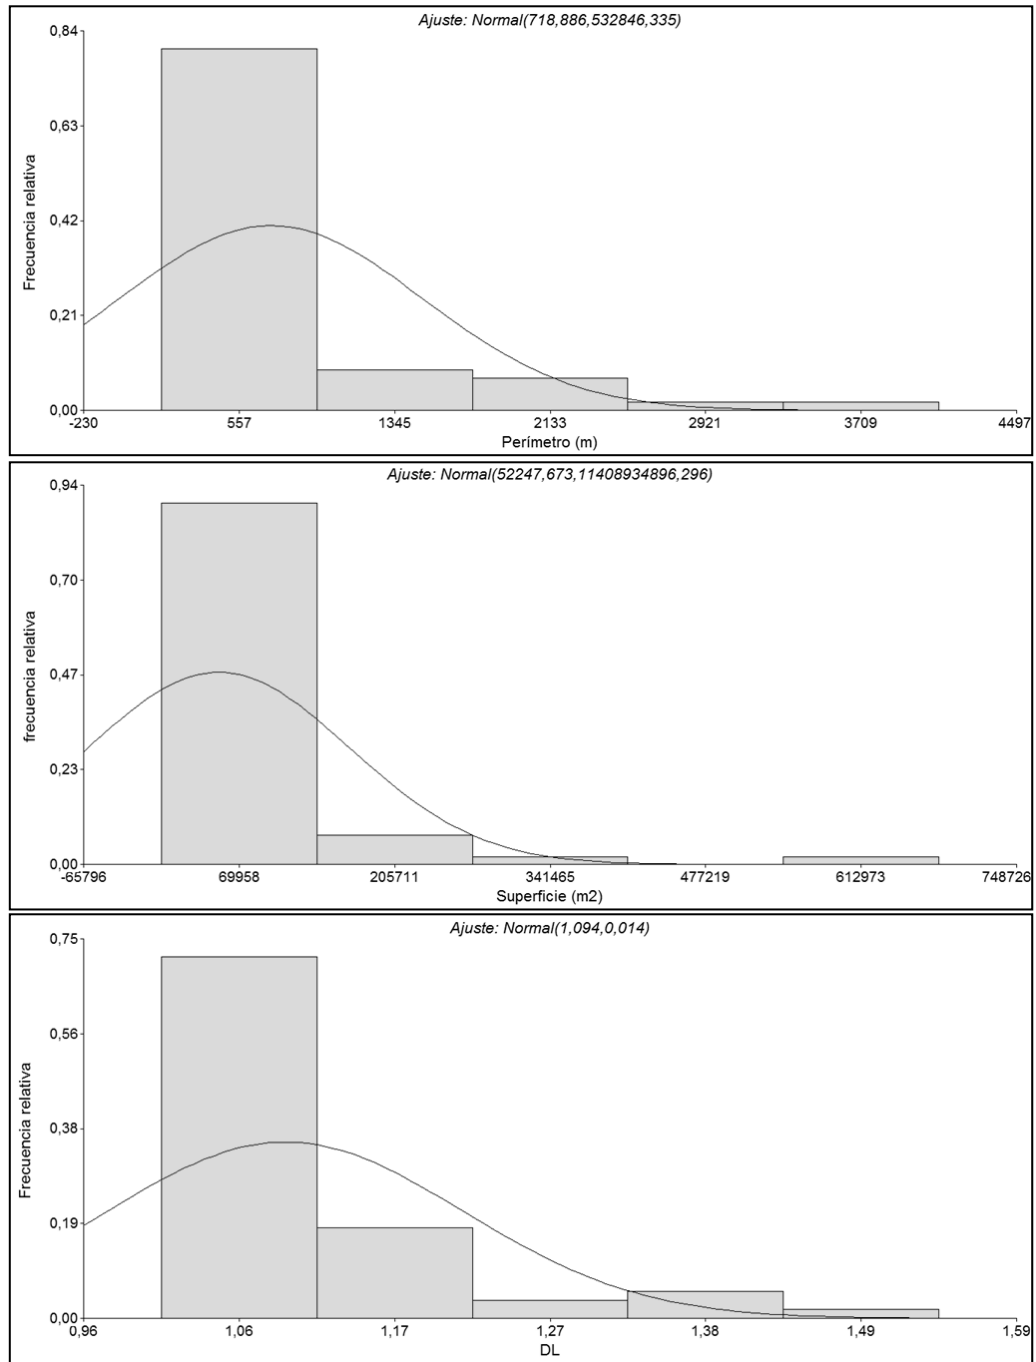 Ajuste: Normal(718,886,532846,335)
0,84
0,63
0,42
0,21
0,00
Frecuencia relativa
-230 557 1345 2133 2921 3709 4497
Perímetro (m)
Ajuste: Normal(52247,673,11408934896,296)
0,94
0,70
0,47
0,23
0,00
frecuencia relativa
-65796 69958 205711 341465 477219 612973 748726
Superficie (m2)
Ajuste: Normal(1,094,0,014)
0,75
0,56
0,38
0,19
0,00
Frecuencia relativa
0,96 1,06 1,17 1,27 1,38 1,49 1,59
DL